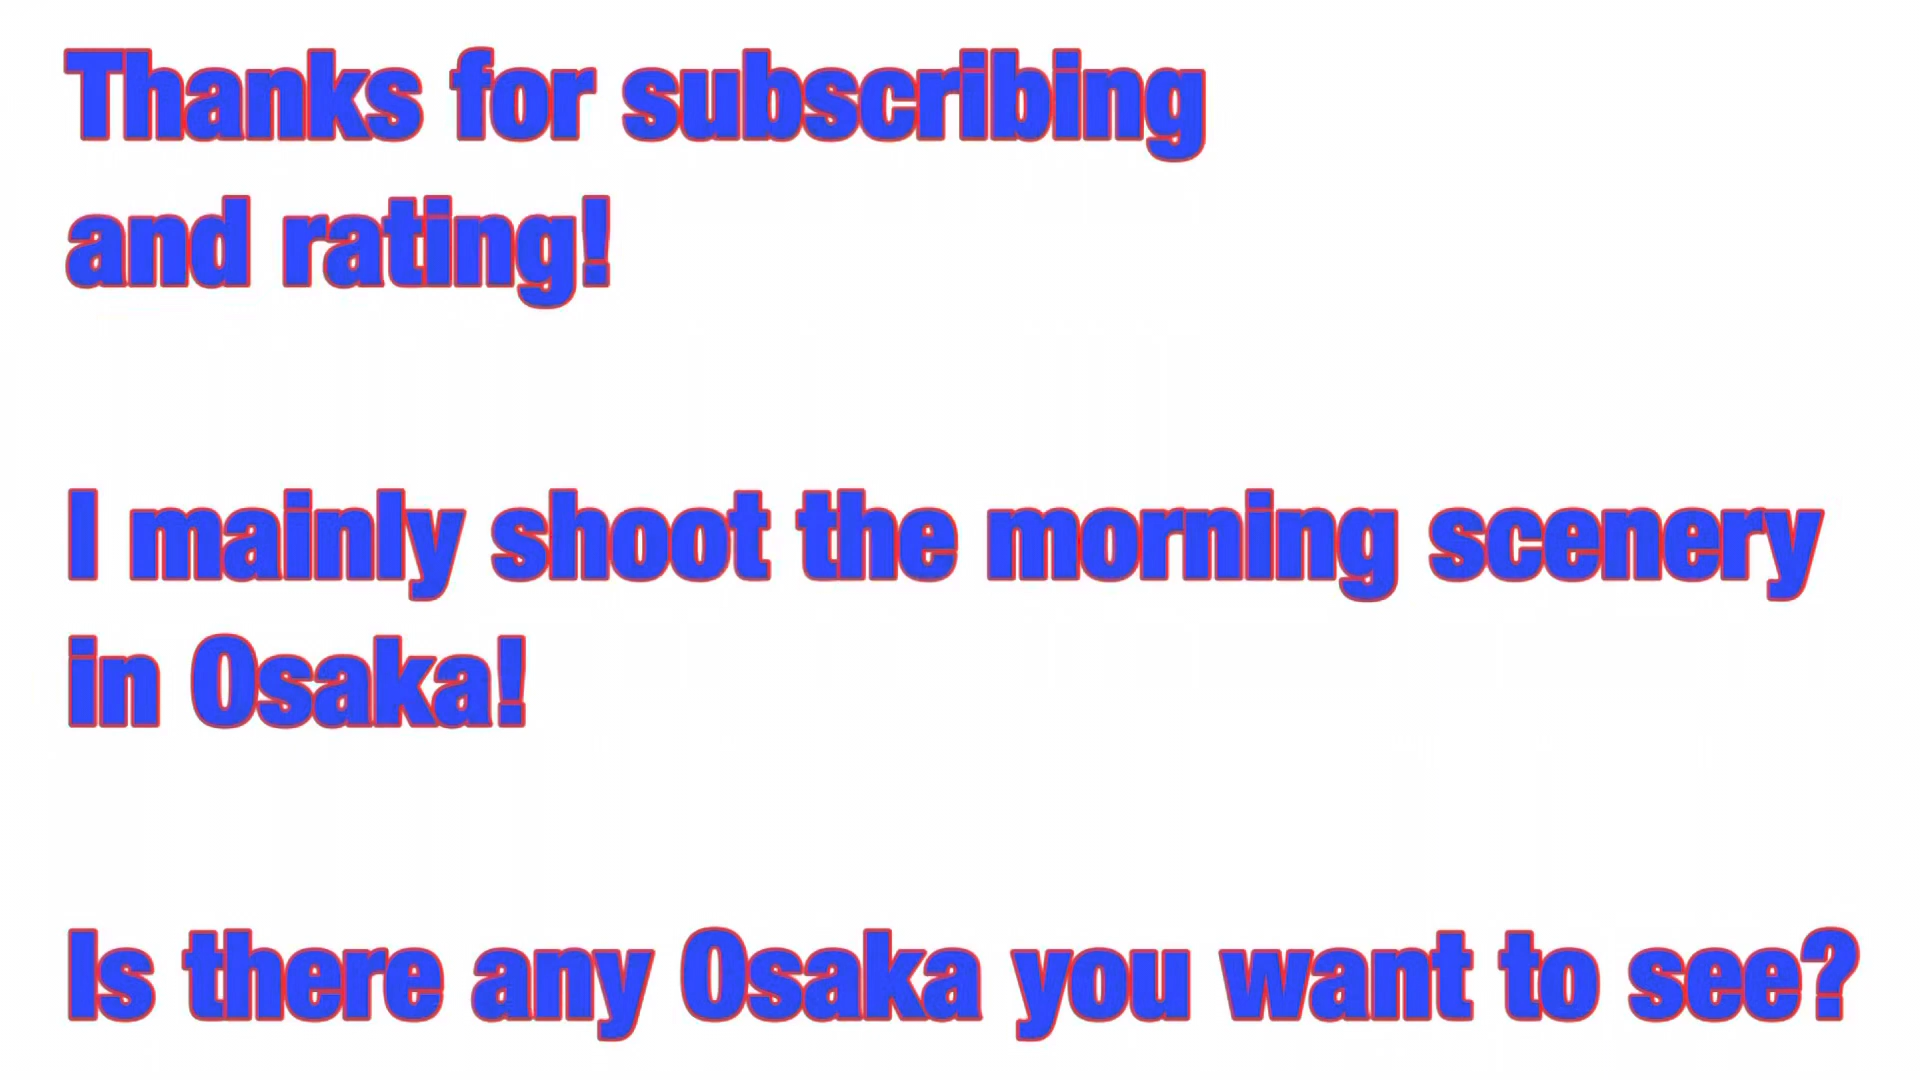 Thanks for subscribing
and rating!
I mainly shoot the morning scenery
in Osaka!
Is there any Osaka you want to see?